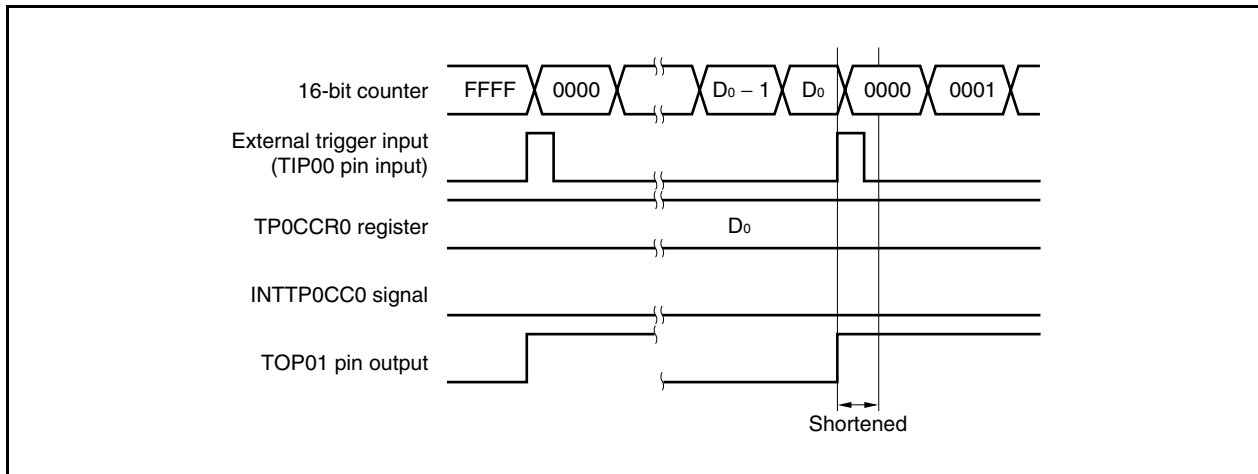 16-bit counter FFFF 0000 D0 − 1 D0 0000 0001
External trigger input
(TIP00 pin input)
TP0CCR0 register D0
INTTP0CC0 signal
TOP01 pin output
Shortened